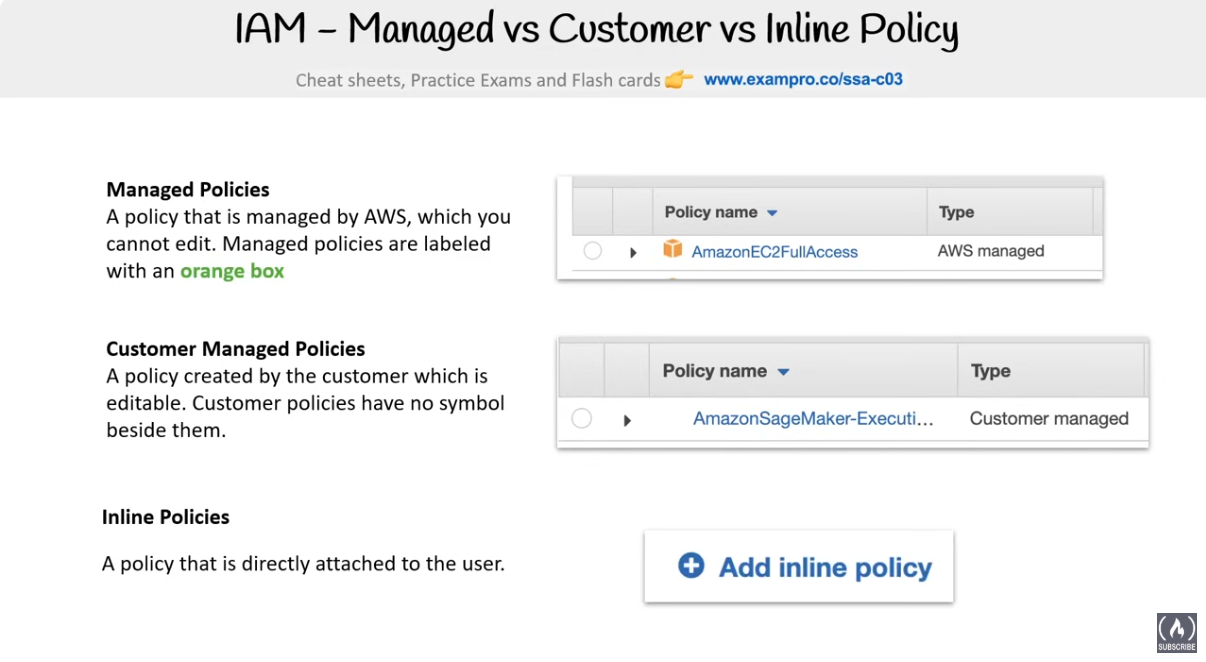 IAM – Managed vs Customer vs Inline Policy
Cheat sheets, Practice Exams and Flash cards 👉 www.exampro.co/ssa-c03
Managed Policies
A policy that is managed by AWS, which you
cannot edit. Managed policies are labeled
with an orange box
Policy name Type
AmazonEC2FullAccess AWS managed
Customer Managed Policies
A policy created by the customer which is
editable. Customer policies have no symbol
beside them.
Policy name Type
AmazonSageMaker-Executi... Customer managed
Inline Policies
A policy that is directly attached to the user.
Add inline policy
SUBSCRIBE